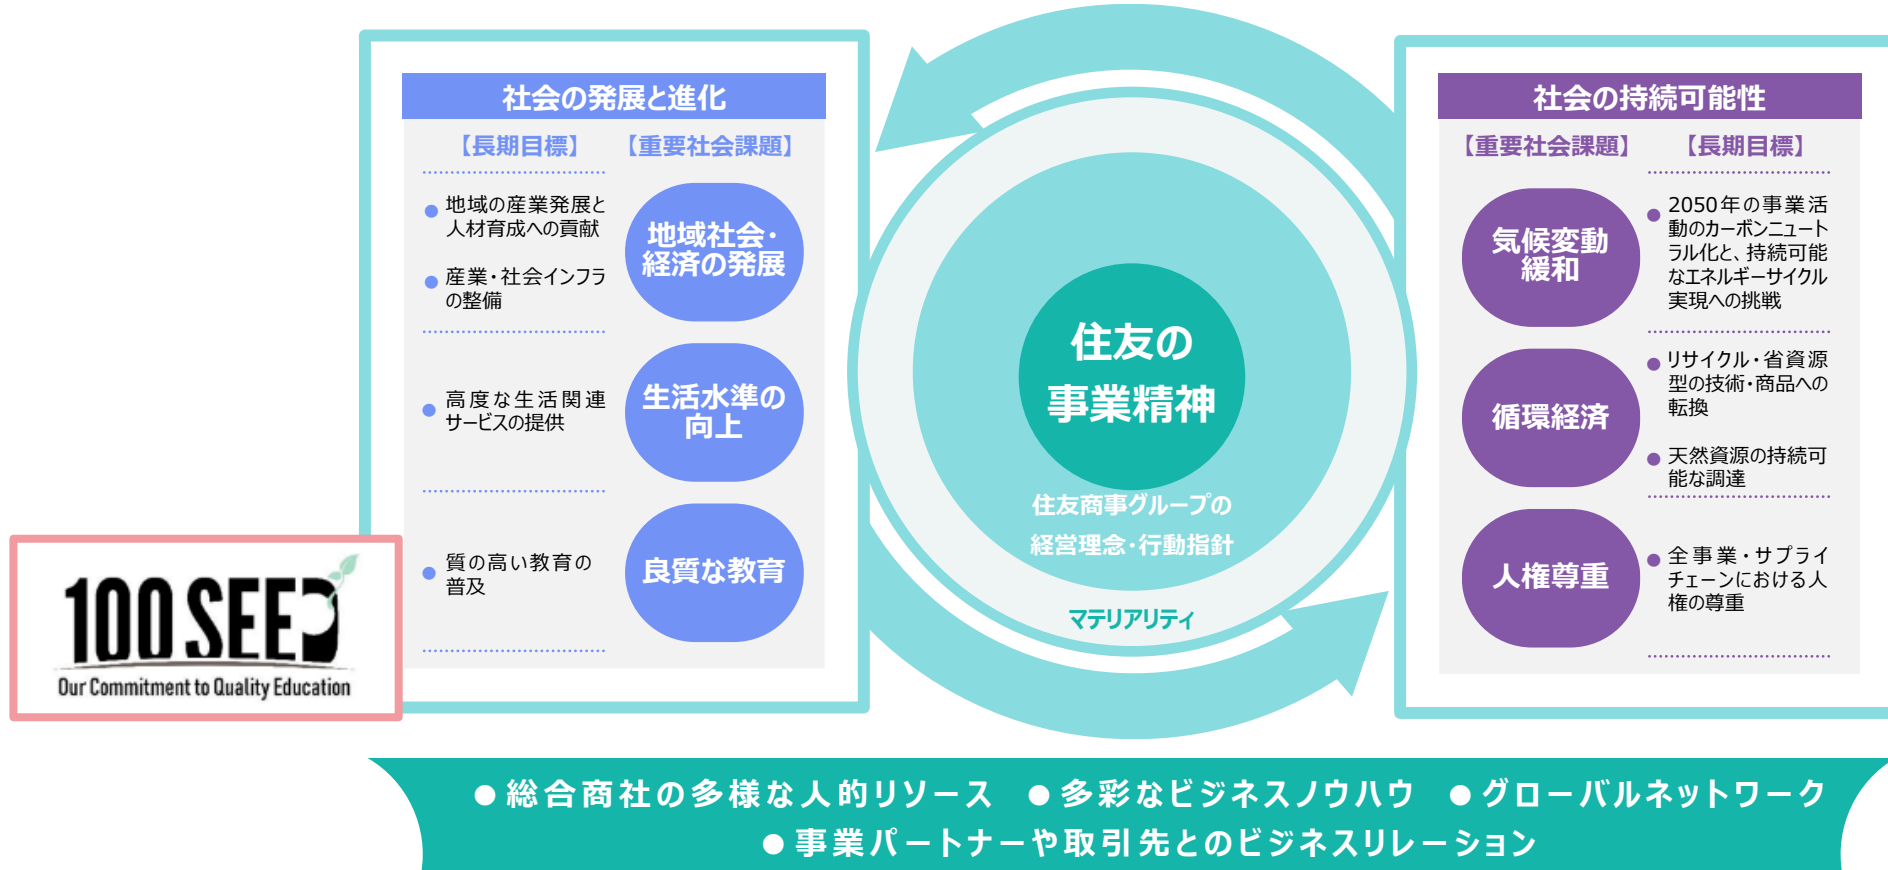 社会の発展と進化
【長期目標】
【重要社会課題】
地域の産業発展と
人材育成への貢献
産業・社会インフラ
の整備
地域社会・
経済の発展
高度な生活関連
サービスの提供
生活水準の
向上
質の高い教育の
普及
良質な教育
100 SEED
Our Commitment to Quality Education
住友の
事業精神
住友商事グループの
経営理念・行動指針
マテリアリティ
社会の持続可能性
【重要社会課題】
【長期目標】
気候変動
緩和
2050年の事業活
動のカーボンニュート
ラル化と、持続可能
なエネルギーサイクル
実現への挑戦
循環経済
リサイクル・省資源
型の技術・商品への
転換
天然資源の持続可
能な調達
人権尊重
全事業・サプライ
チェーンにおける人
権の尊重
●総合商社の多様な人的リソース ●多彩なビジネスノウハウ ●グローバルネットワーク
●事業パートナーや取引先とのビジネスリレーション